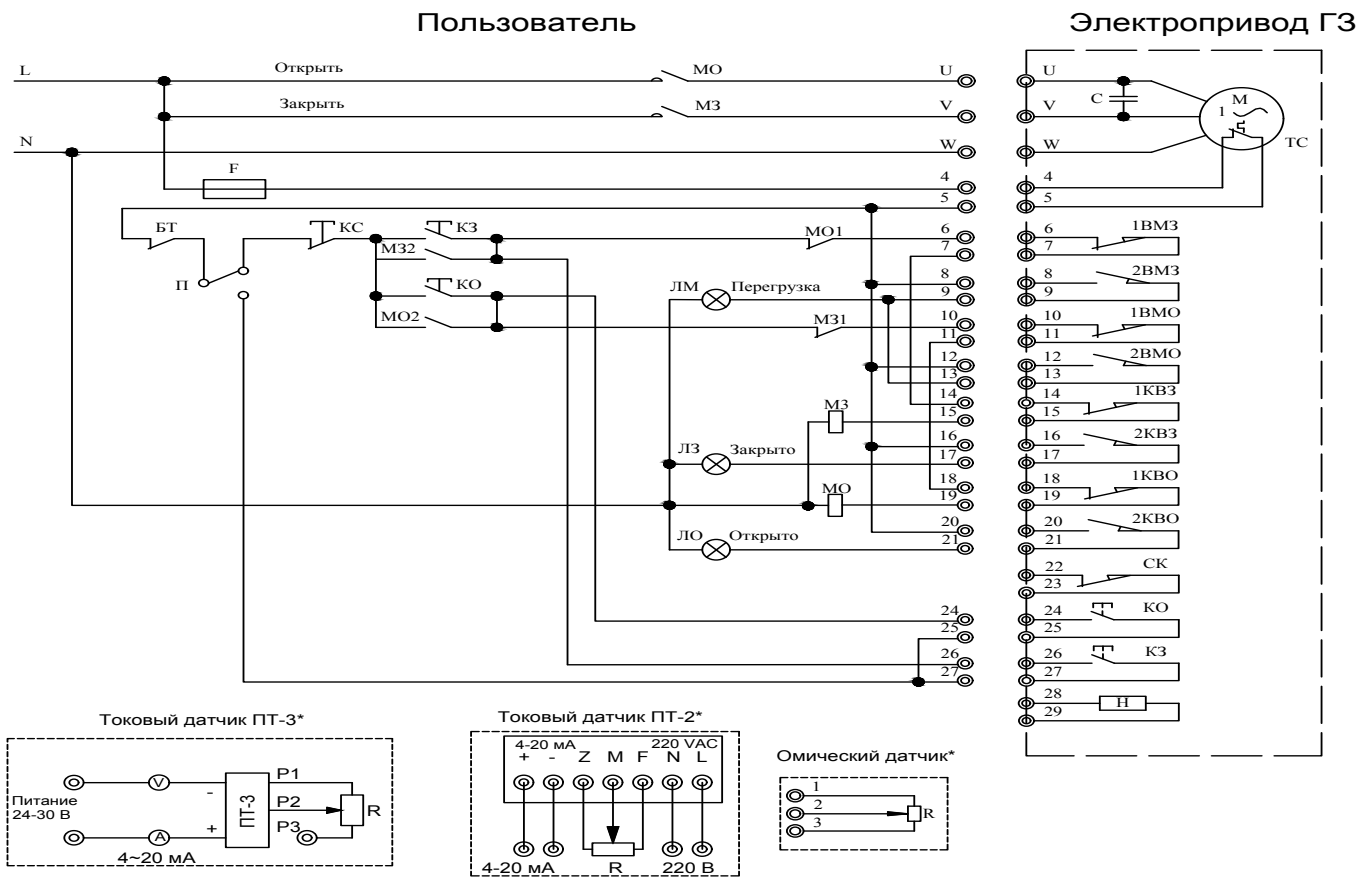 Пользователь
Электропривод ГЗ
L
Открыть
МО
U
U
Закрыть
МЗ
V
V
C
М
1
ТС
N
W
W
F
4
4
5
5
БТ
КС
КЗ
МО1
6
7
6
7
1ВМЗ
МЗ2
П
КО
ЛМ
Перегрузка
8
9
8
9
2ВМЗ
МО2
МЗ1
10
11
10
11
1ВМО
12
13
12
13
2ВМО
МЗ
14
15
14
15
1КВЗ
ЛЗ
Закрыто
16
17
16
17
2КВЗ
МО
18
19
18
19
1КВО
ЛО
Открыто
20
21
20
21
2КВО
22
23
СК
24
25
24
25
КО
26
27
26
27
КЗ
28
29
Н
Токовый датчик ПТ-3*
Питание
24-30 В
V
-
ПТ-3
P1
P2
P3
R
A
+
4~20 мА
Токовый датчик ПТ-2*
4-20 мА
220 VAC
+ - Z M F N L
4-20 мА
R
220 В
Омический датчик*
1
2
3
R